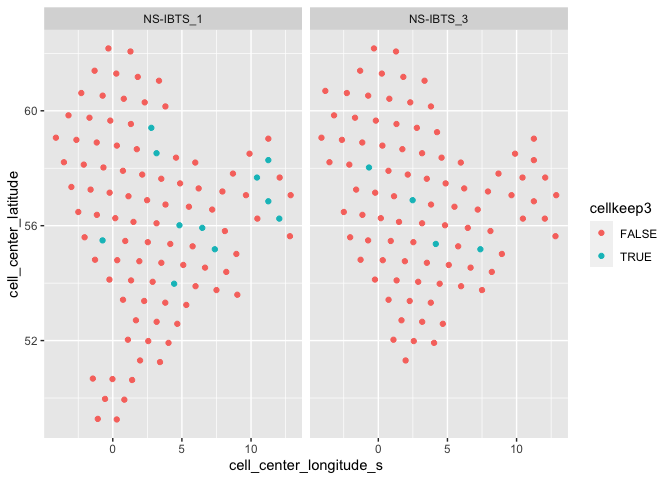 NS-IBTS_1
NS-IBTS_3
60
56
52
cell_center_latitude
0
5
10
0
5
10
cell_center_longitude_s
cellkeep3
FALSE
TRUE